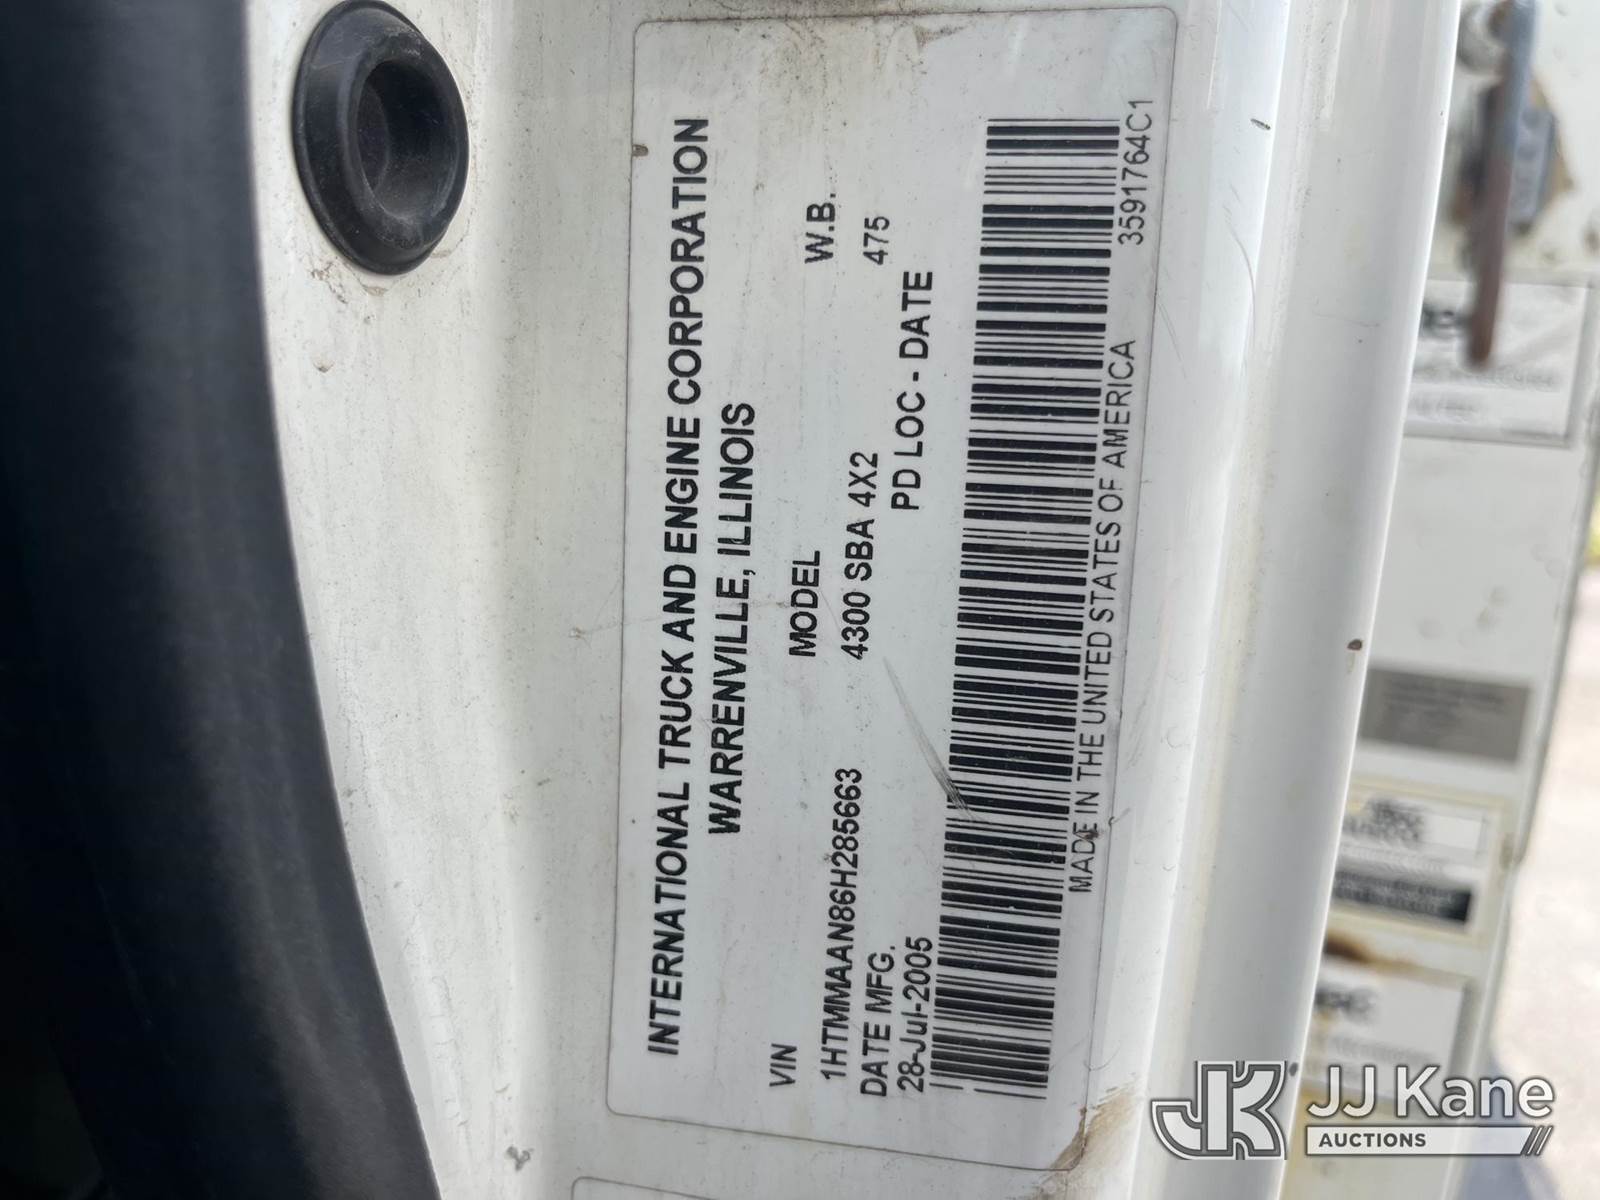 INTERNATIONAL TRUCK AND ENGINE CORPORATION
WARRENVILLE, ILLINOIS
VIN MODEL W.B.
1HTMMAAN86H285663 4300 SBA 4X2 475
DATE MFG. PD LOC - DATE
28-Jul-2005
MADE IN THE UNITED STATES OF AMERICA 3591764C1
JK JJ Kane
AUCTIONS